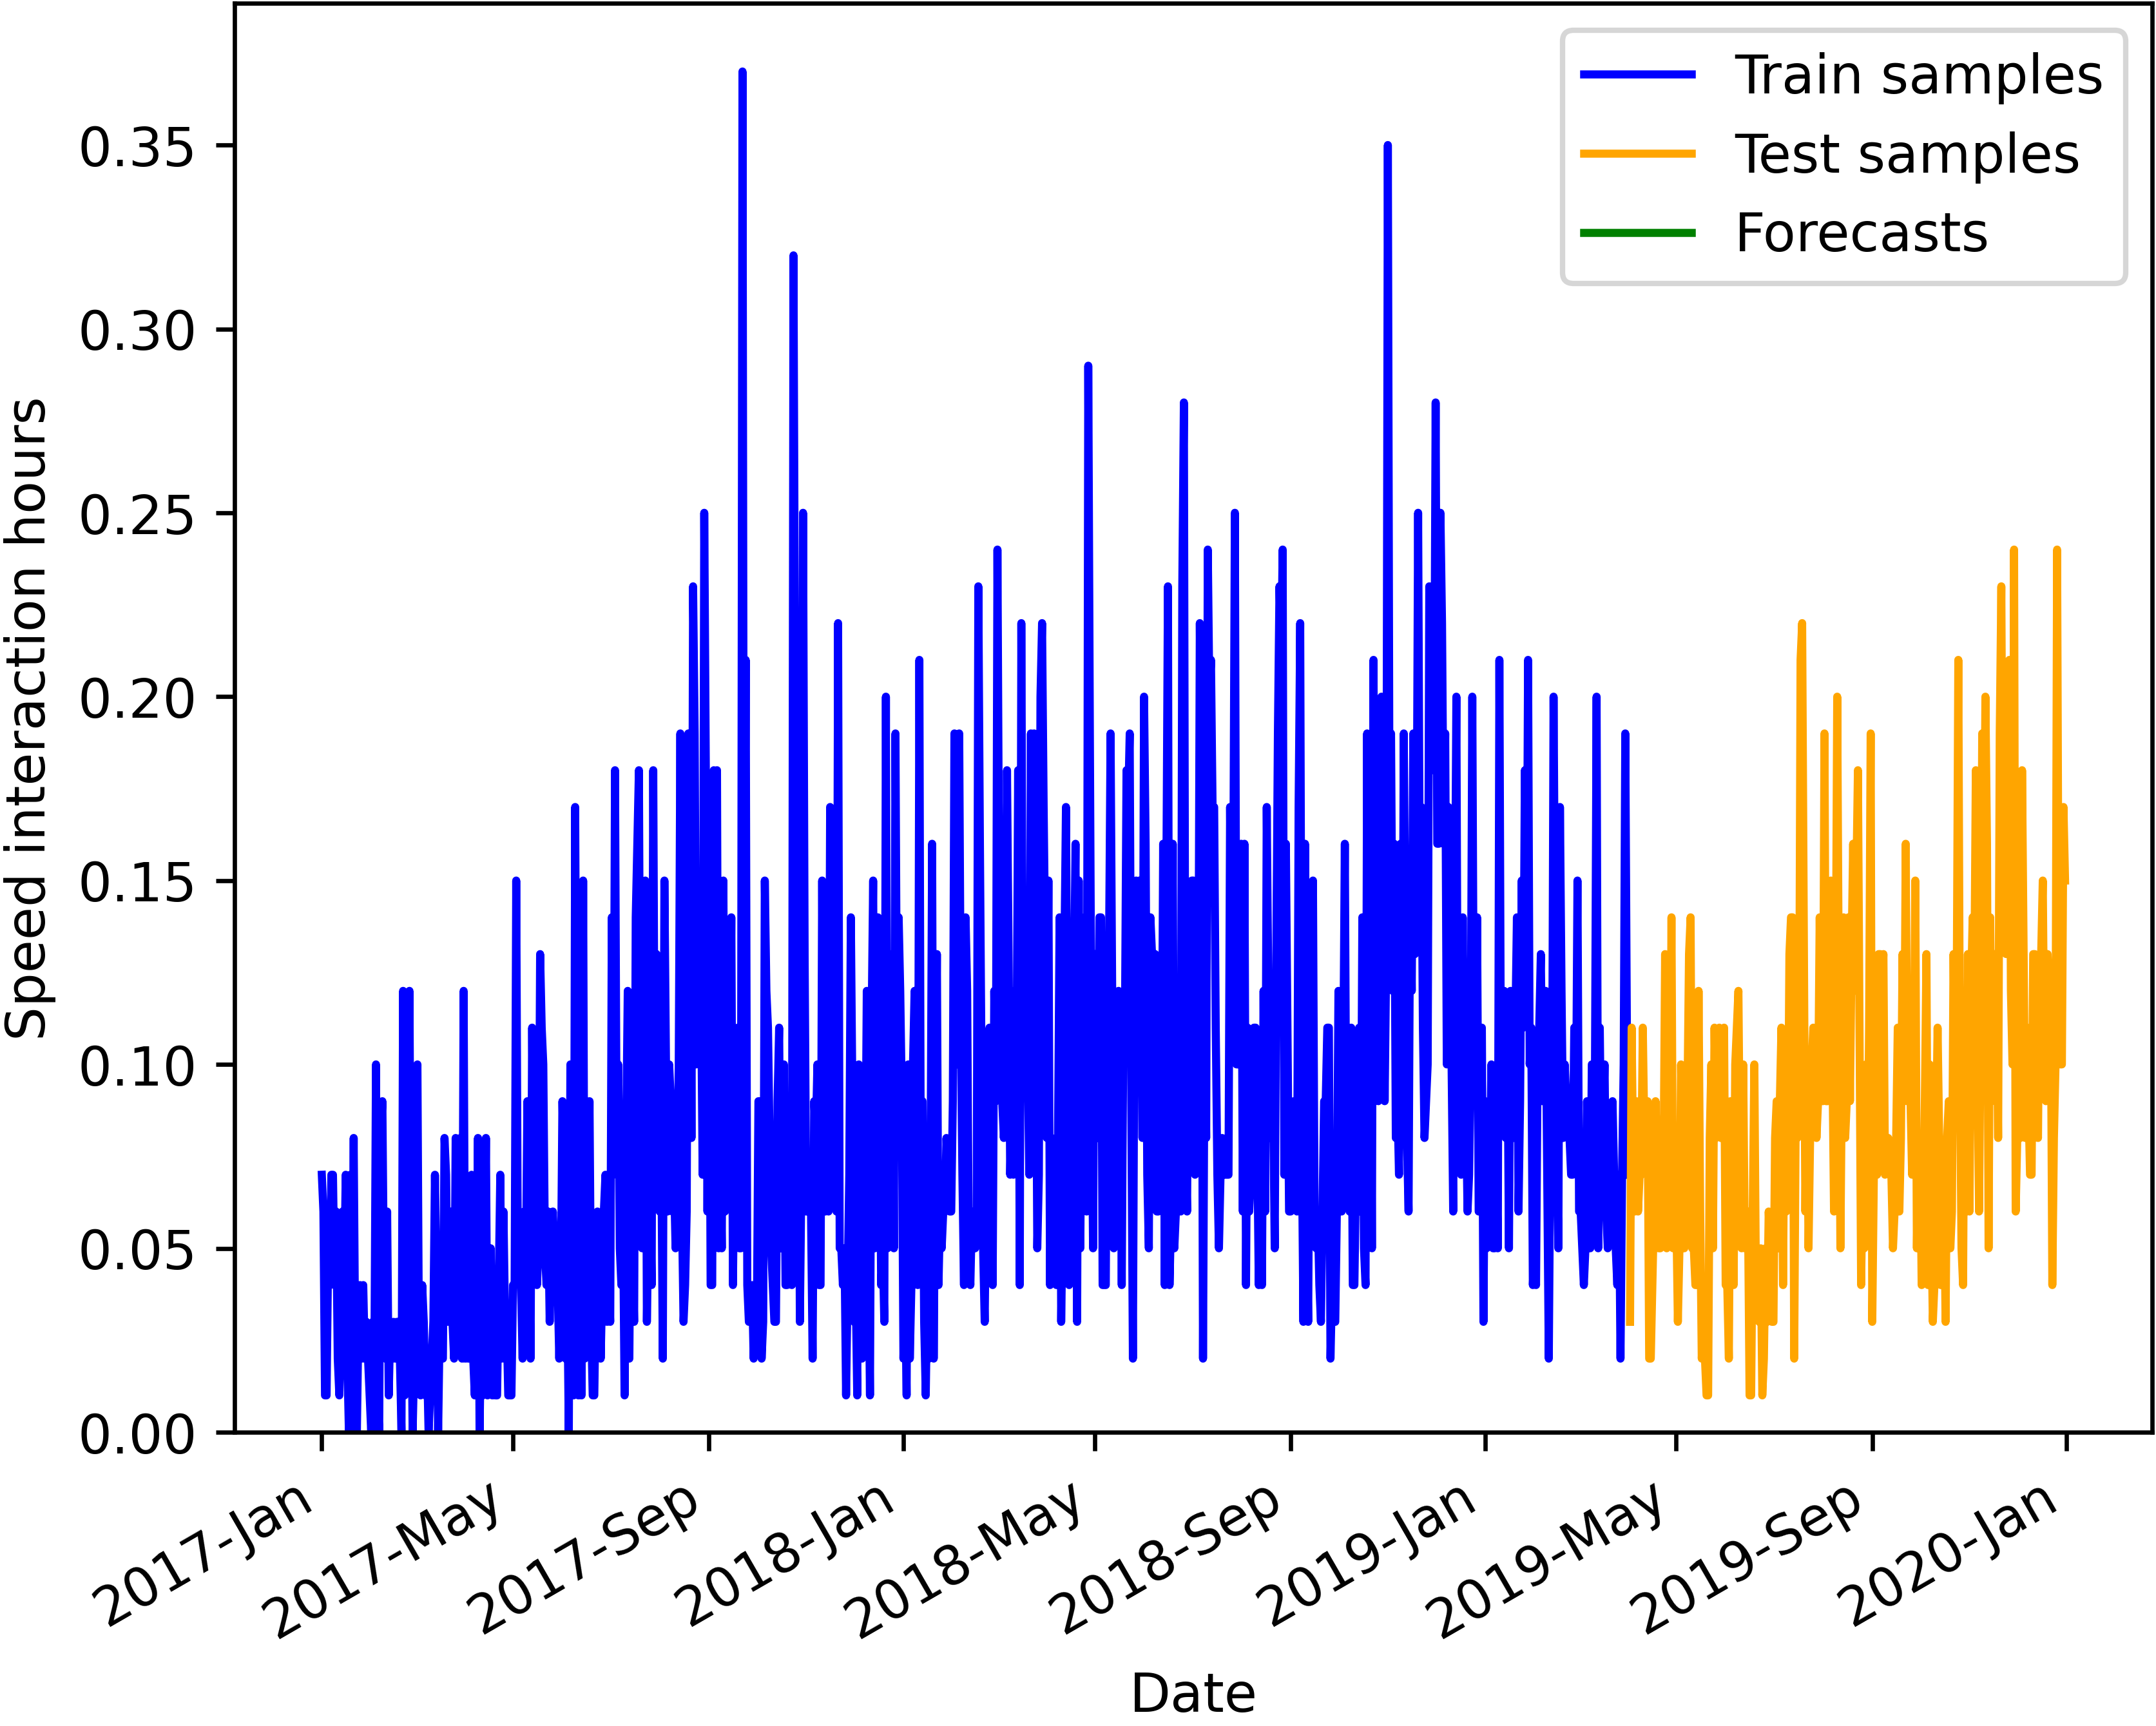 Train samples
Test samples
Forecasts
Speed interaction hours
0.35
0.30
0.25
0.20
0.15
0.10
0.05
0.00
2017-Jan
2017-May
2017-Sep
2018-Jan
2018-May
2018-Sep
2019-Jan
2019-May
2019-Sep
2020-Jan
Date